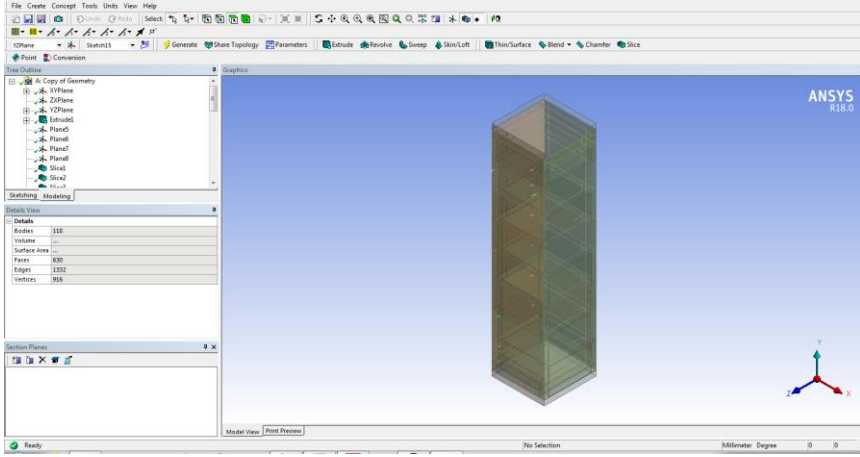 File Create Concept Tools Units View Help
Undo Redo Select:
YZPlane Sketch15 Generate Share Topology Parameters Extrude Revolve Sweep Skin/Loft Thin/Surface Blend Chamfer Slice
Point Conversion
Tree Outline
A: Copy of Geometry
XYPlane
ZXPlane
YZPlane
Extrude1
Plane5
Plane6
Plane7
Plane8
Slice1
Slice2
Sketching Modeling
Details View
Details
Bodies 118
Volume ...
Surface Area ...
Faces 630
Edges 1332
Vertices 916
Section Planes
Graphics
ANSYS
R18.0
Y
Z X
Model View Print Preview
Ready No Selection Millimeter Degree 0 0